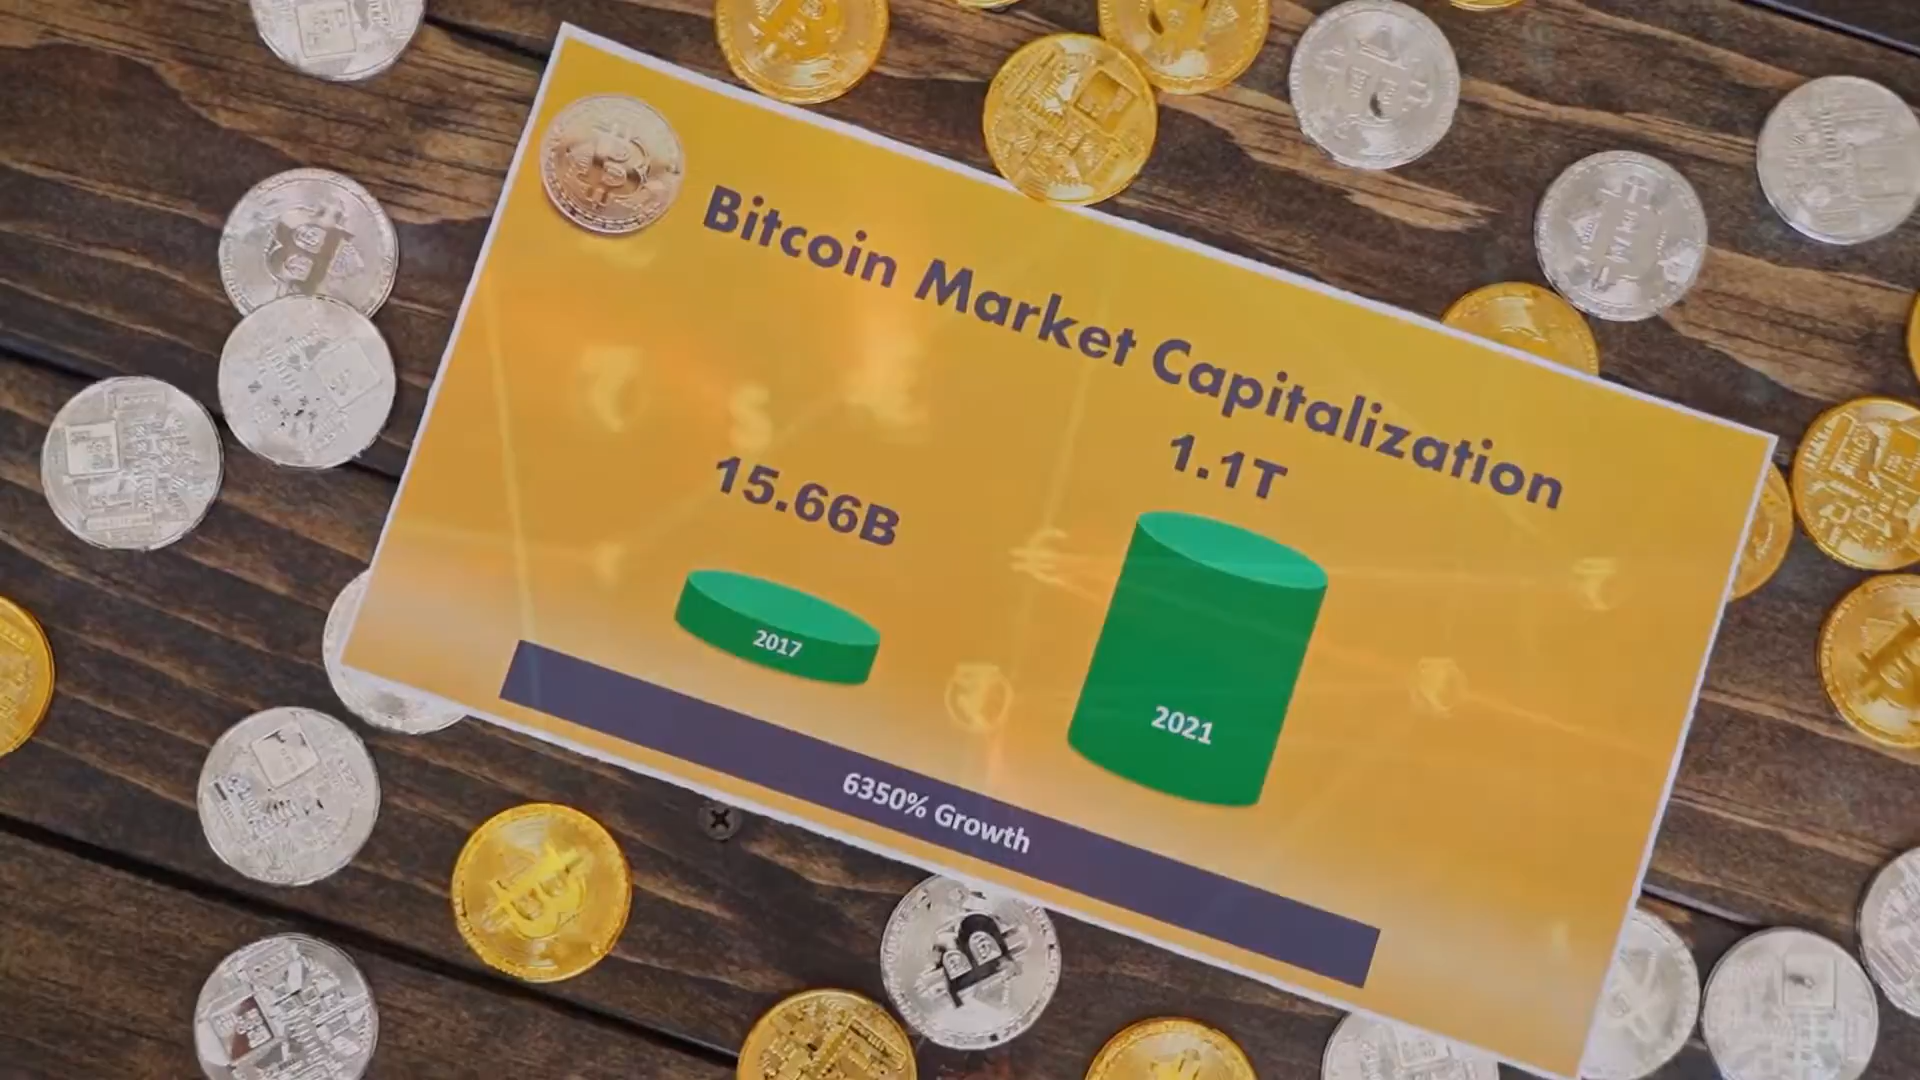 Bitcoin Market Capitalization
15.66B
1.1T
2017
2021
6350% Growth